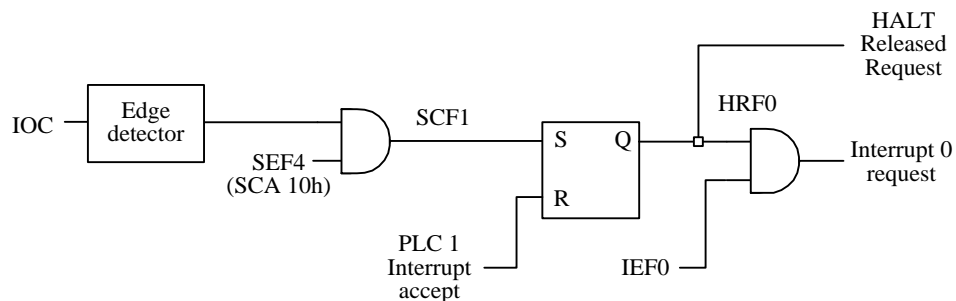 HALT
Released
Request
IOC
Edge
detector
SCF1
HRF0
SEF4
(SCA 10h)
S
Q
R
Interrupt 0
request
PLC 1
Interrupt
accept
IEF0